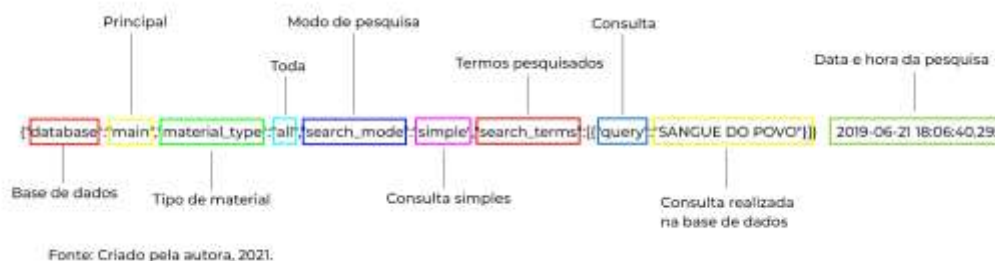 Principal
Modo de pesquisa
Consulta
Toda
Termos pesquisados
Data e hora da pesquisa
{"database":"main","material_type":"all","search_mode":"simple","search_terms":[{"query":"SANGUE DO POVO"}]} 2019-06-21 18:06:40,29
Base de dados
Tipo de material
Consulta simples
Consulta realizada
na base de dados
Fonte: Criado pela autora, 2021.